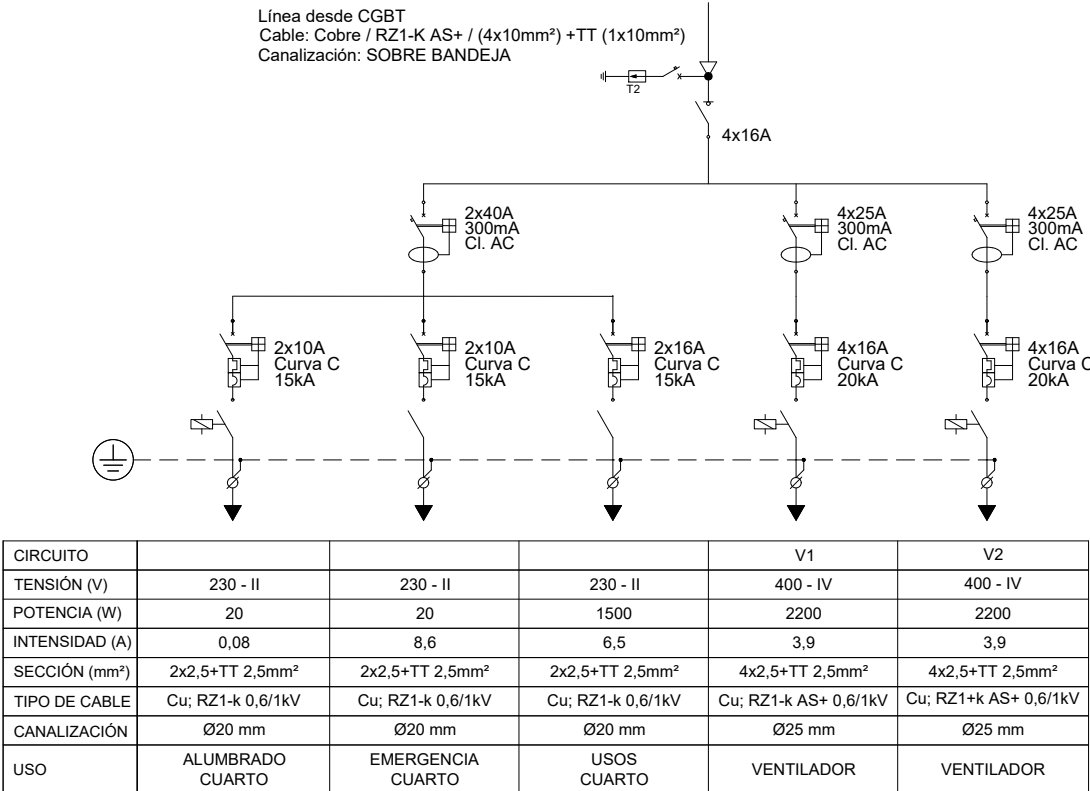 Línea desde CGBT
Cable: Cobre / RZ1-K AS+ / (4x10mm²) +TT (1x10mm²)
Canalización: SOBRE BANDEJA
T2
4x16A
2x40A
300mA
Cl. AC
4x25A
300mA
Cl. AC
4x25A
300mA
Cl. AC
2x10A
Curva C
15kA
2x10A
Curva C
15kA
2x16A
Curva C
15kA
4x16A
Curva C
20kA
4x16A
Curva C
20kA
CIRCUITO V1 V2
TENSIÓN (V) 230 - II 230 - II 230 - II 400 - IV 400 - IV
POTENCIA (W) 20 20 1500 2200 2200
INTENSIDAD (A) 0,08 8,6 6,5 3,9 3,9
SECCIÓN (mm²) 2x2,5+TT 2,5mm² 2x2,5+TT 2,5mm² 2x2,5+TT 2,5mm² 4x2,5+TT 2,5mm² 4x2,5+TT 2,5mm²
TIPO DE CABLE Cu; RZ1-k 0,6/1kV Cu; RZ1-k 0,6/1kV Cu; RZ1-k 0,6/1kV Cu; RZ1-k AS+ 0,6/1kV Cu; RZ1+k AS+ 0,6/1kV
CANALIZACIÓN Ø20 mm Ø20 mm Ø20 mm Ø25 mm Ø25 mm
USO ALUMBRADO CUARTO EMERGENCIA CUARTO USOS CUARTO VENTILADOR VENTILADOR